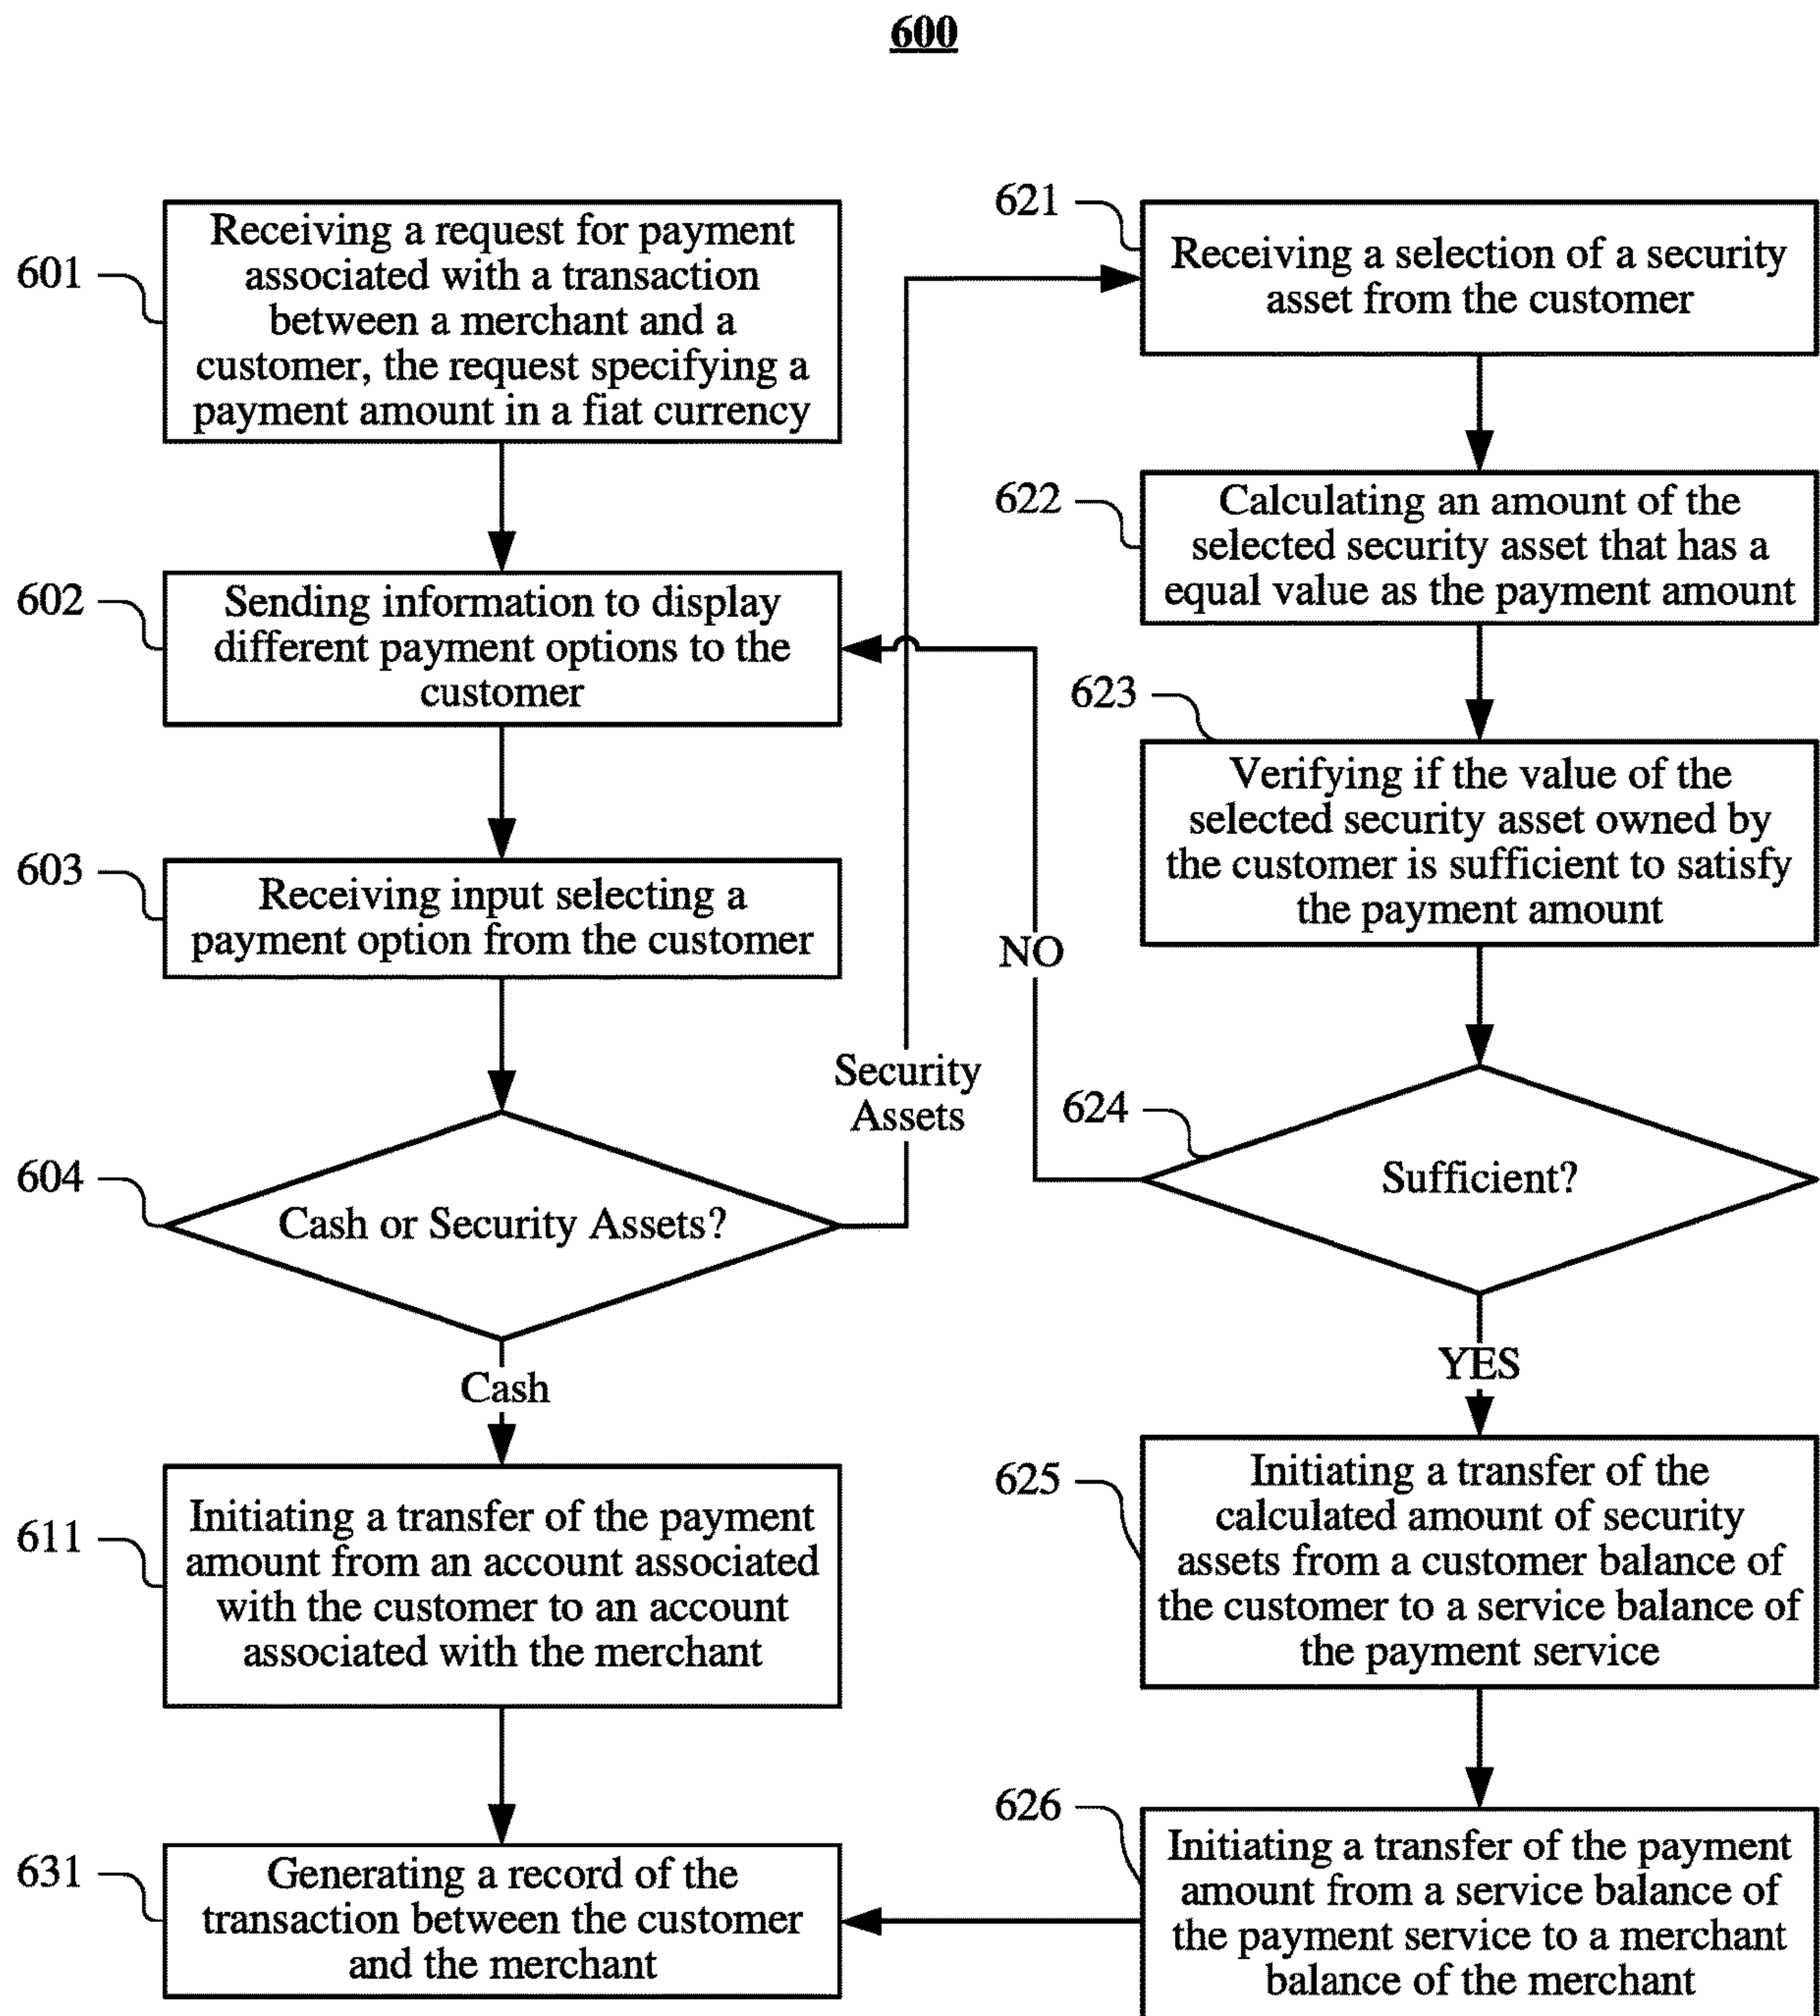 600
601
Receiving a request for payment
associated with a transaction
between a merchant and a
customer, the request specifying a
payment amount in a fiat currency
602
Sending information to display
different payment options to the
customer
603
Receiving input selecting a
payment option from the customer
604
Cash or Security Assets?
Security
Assets
Cash
611
Initiating a transfer of the payment
amount from an account associated
with the customer to an account
associated with the merchant
631
Generating a record of the
transaction between the customer
and the merchant
621
Receiving a selection of a security
asset from the customer
622
Calculating an amount of the
selected security asset that has a
equal value as the payment amount
623
Verifying if the value of the
selected security asset owned by
the customer is sufficient to satisfy
the payment amount
NO
624
Sufficient?
YES
625
Initiating a transfer of the
calculated amount of security
assets from a customer balance of
the customer to a service balance of
the payment service
626
Initiating a transfer of the payment
amount from a service balance of
the payment service to a merchant
balance of the merchant